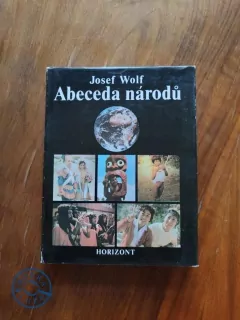 Josef Wolf
Abeceda národů
HORIZONT